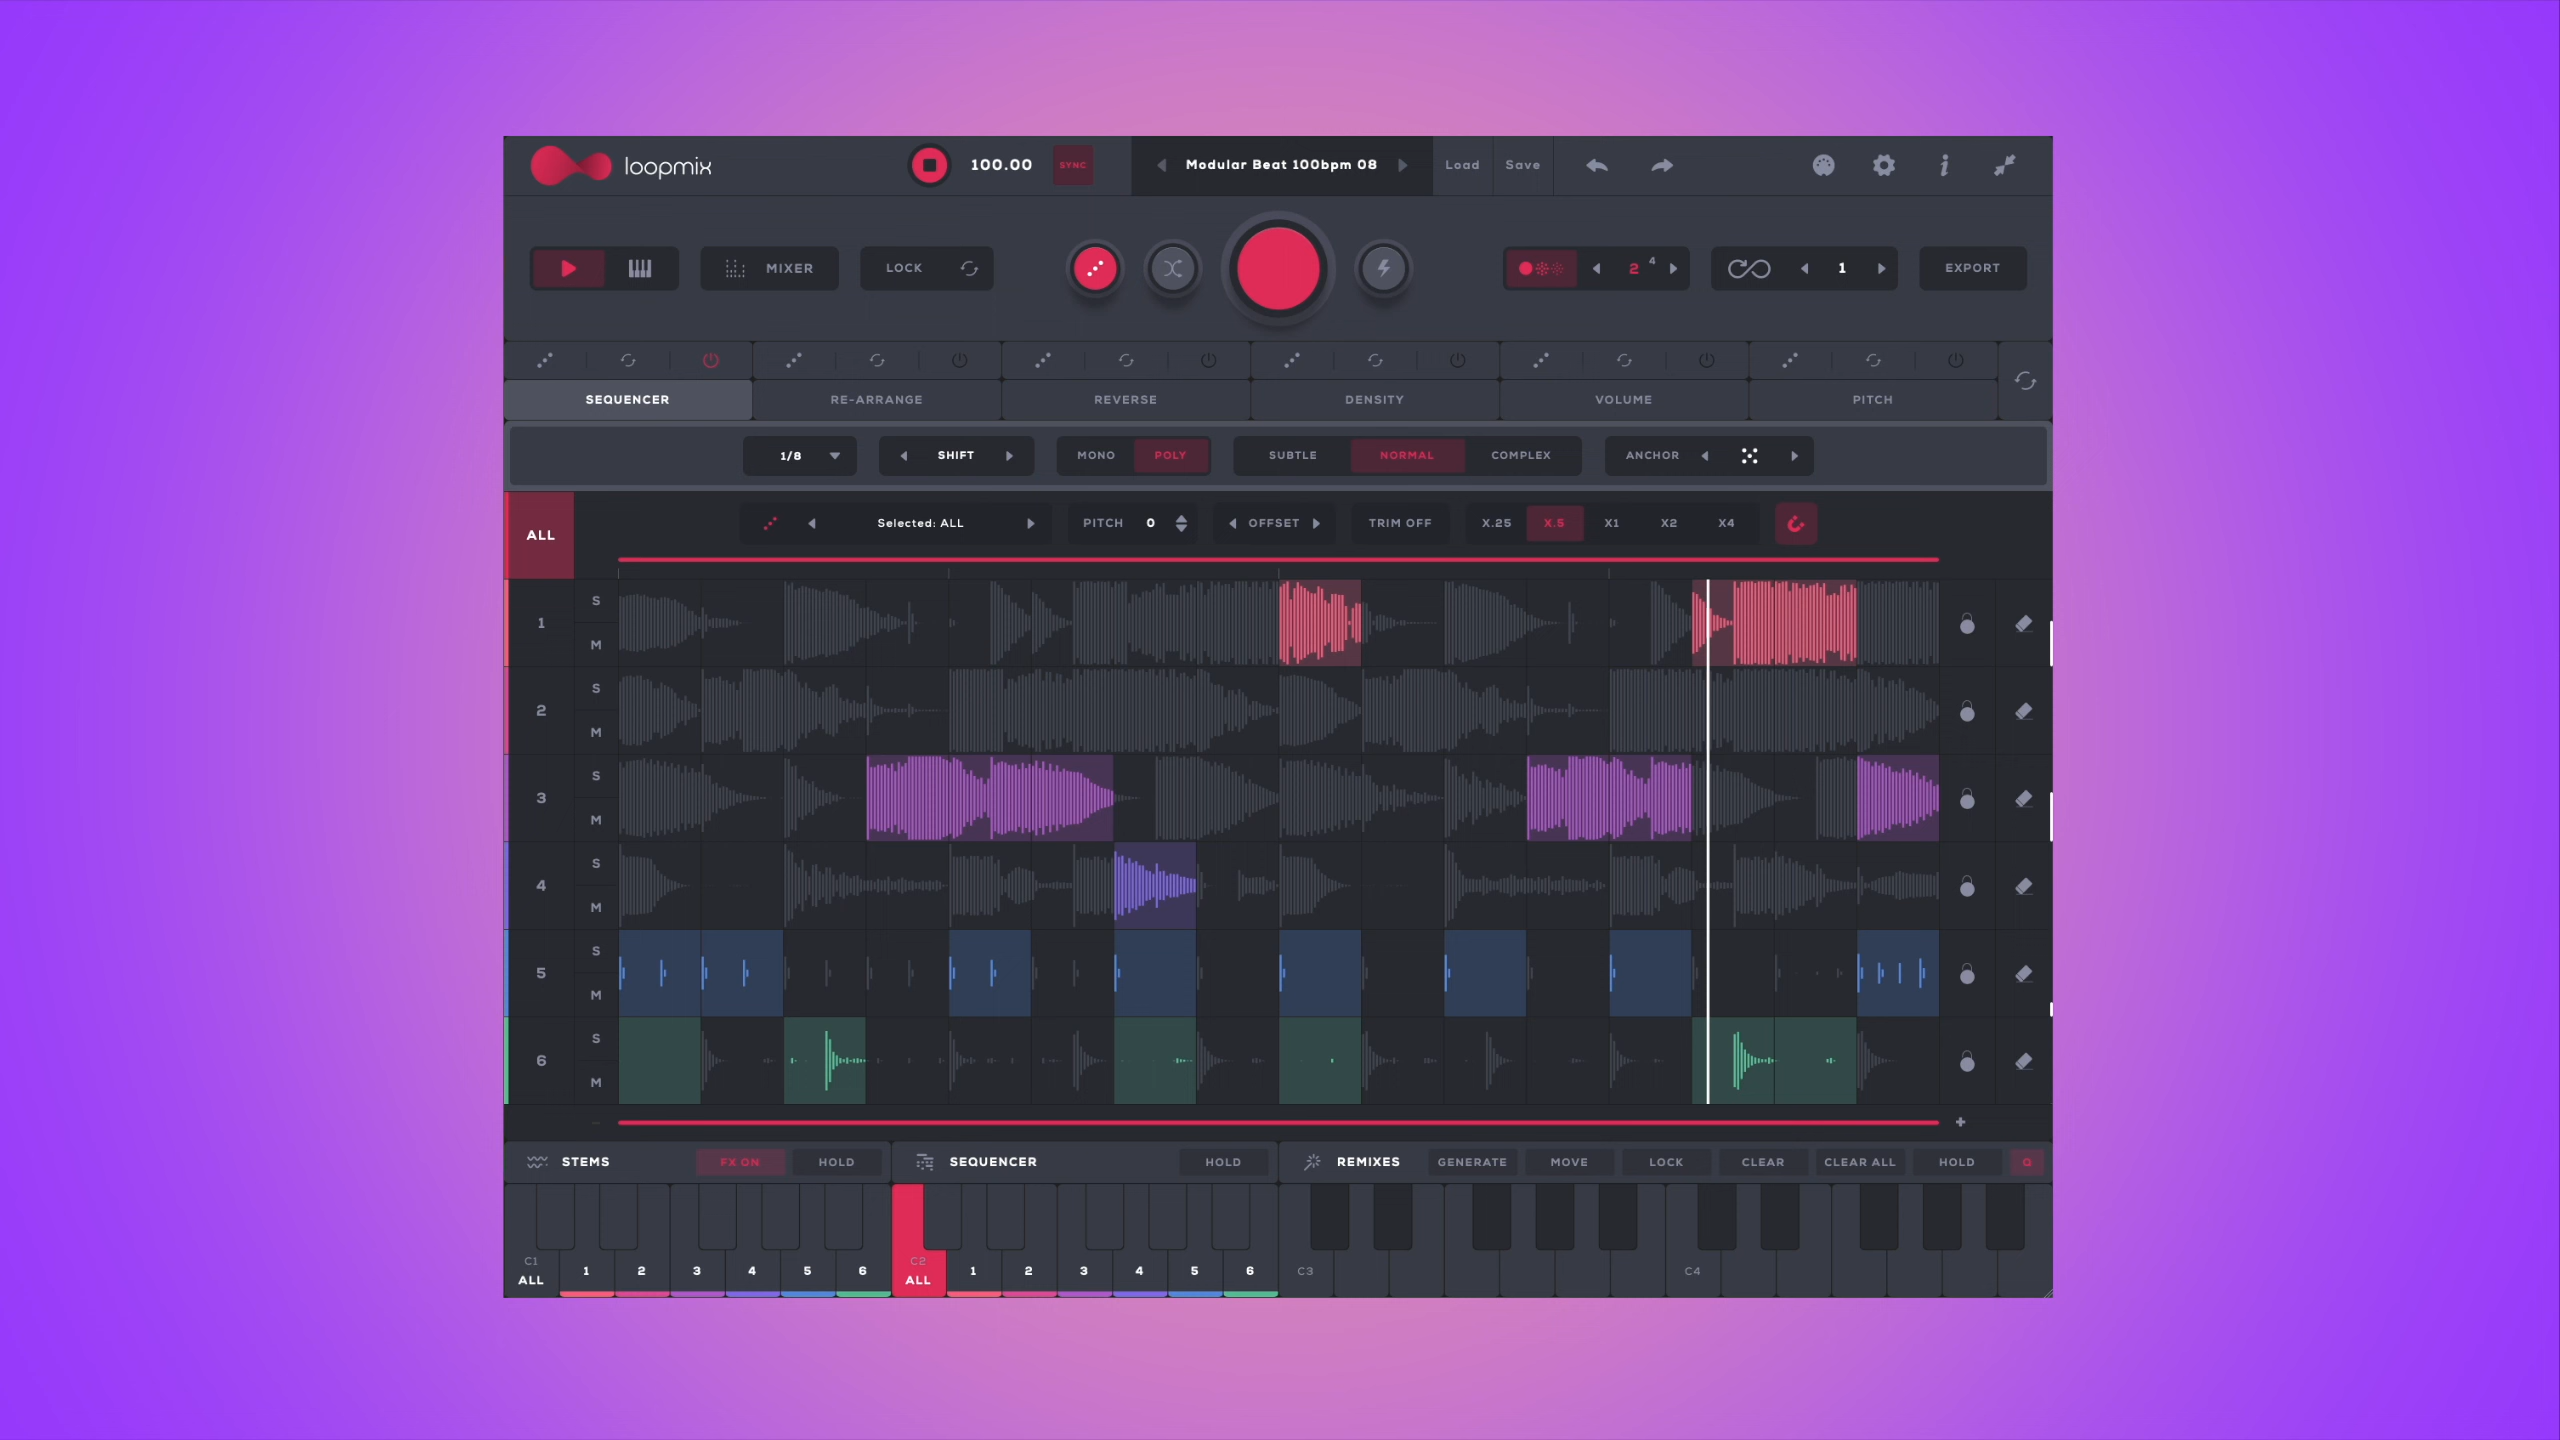 loopmix 100.00 SYNC Modular Beat 100bpm 08 Load Save i
MIXER LOCK 2 4 1 EXPORT
SEQUENCER RE-ARRANGE REVERSE DENSITY VOLUME PITCH
1/8 SHIFT MONO POLY SUBTLE NORMAL COMPLEX ANCHOR
ALL Selected: ALL PITCH 0 OFFSET TRIM OFF X.25 X.5 X1 X2 X4
1 S M
2 S M
3 S M
4 S M
5 S M
6 S M
STEMS FX ON HOLD SEQUENCER HOLD REMIXES GENERATE MOVE LOCK CLEAR CLEAR ALL HOLD Q
C1 C2 C3 C4
ALL 1 2 3 4 5 6 ALL 1 2 3 4 5 6